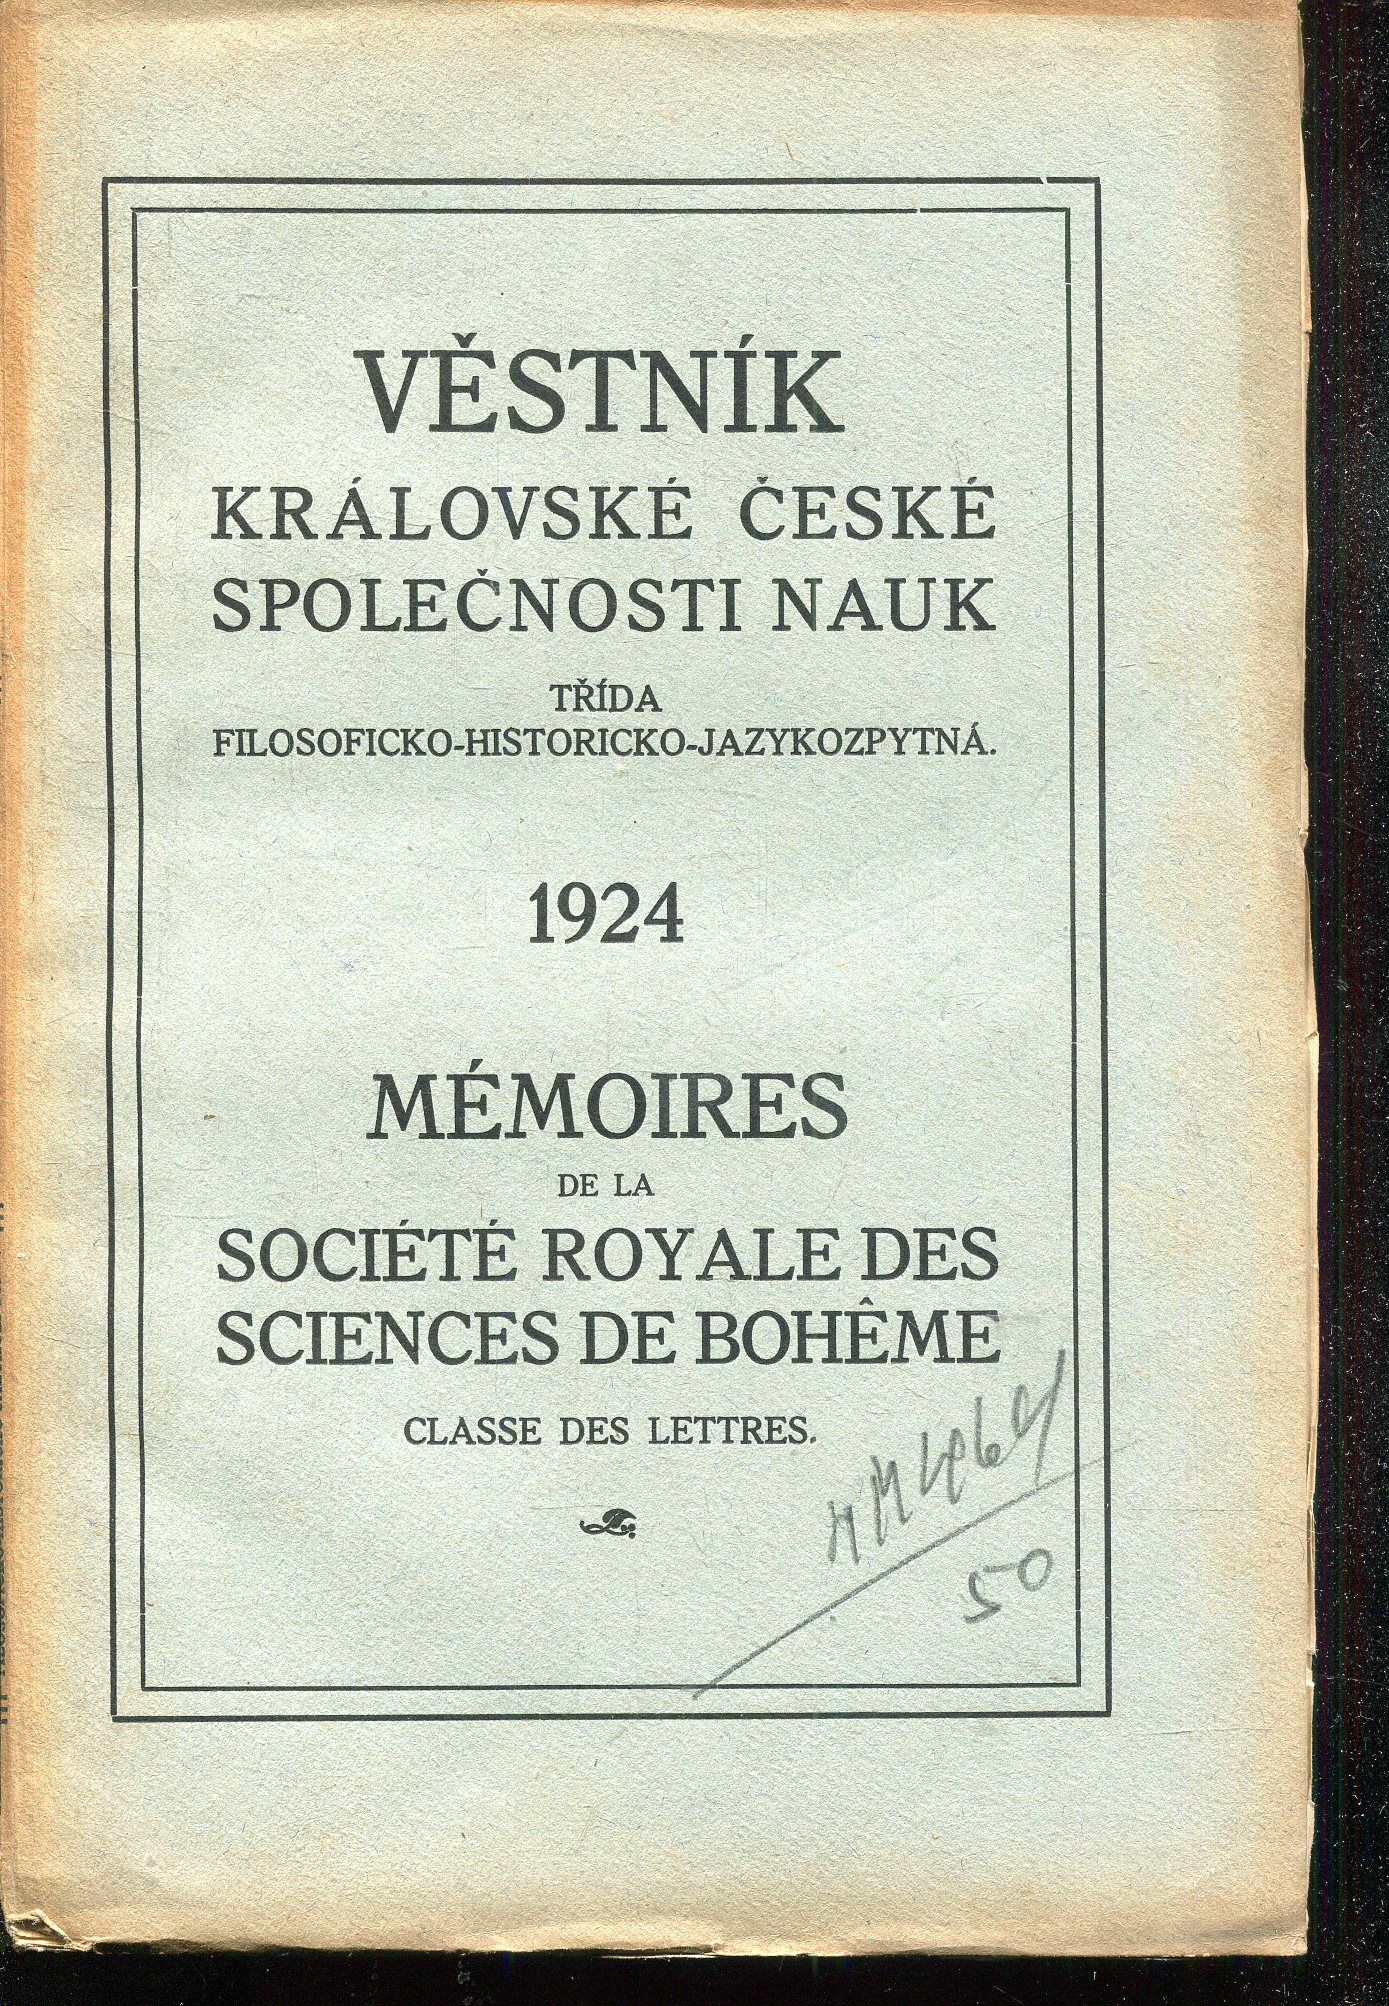 VĚSTNÍK
KRÁLOVSKÉ ČESKÉ
SPOLEČNOSTI NAUK
TŘÍDA
FILOSOFICKO-HISTORICKO-JAZYKOZPYTNÁ.
1924
MÉMOIRES
DE LA
SOCIÉTÉ ROYALE DES
SCIENCES DE BOHÊME
CLASSE DES LETTRES.
50